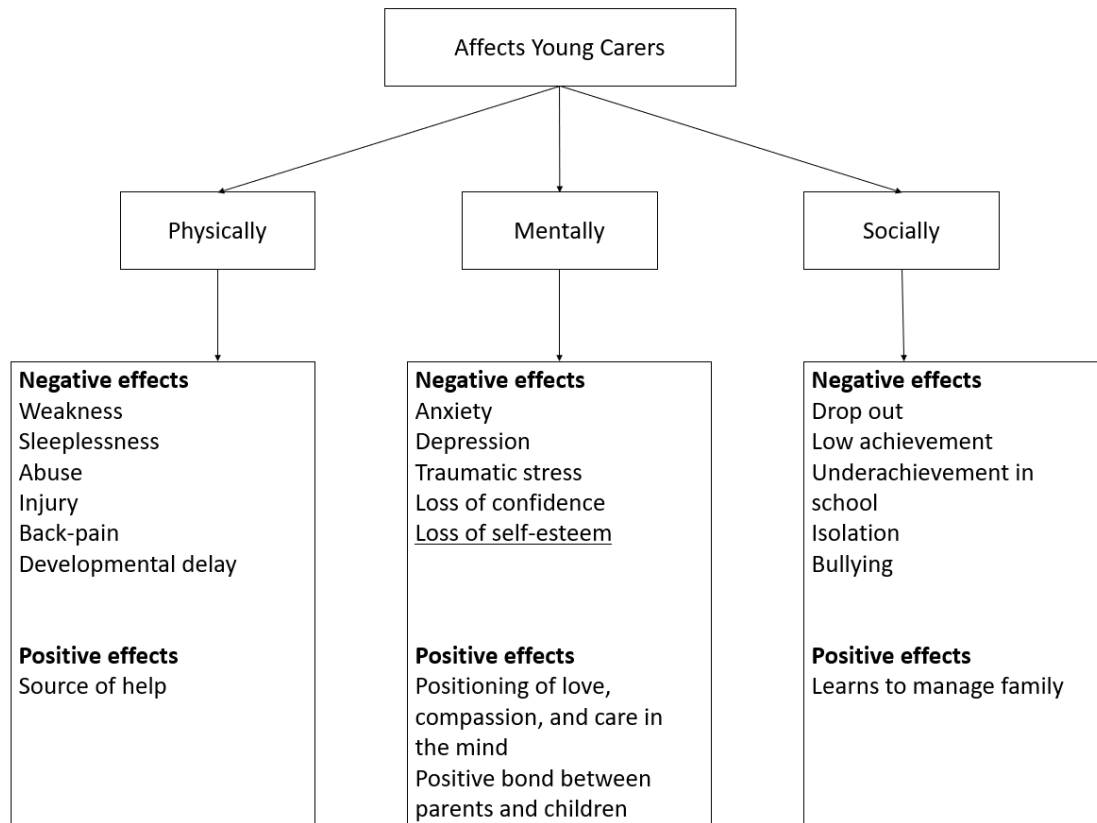 Affects Young Carers
Physically
Mentally
Socially
Negative effects
Weakness
Sleeplessness
Abuse
Injury
Back-pain
Developmental delay
Positive effects
Source of help
Negative effects
Anxiety
Depression
Traumatic stress
Loss of confidence
Loss of self-esteem
Positive effects
Positioning of love,
compassion, and care in
the mind
Positive bond between
parents and children
Negative effects
Drop out
Low achievement
Underachievement in
school
Isolation
Bullying
Positive effects
Learns to manage family